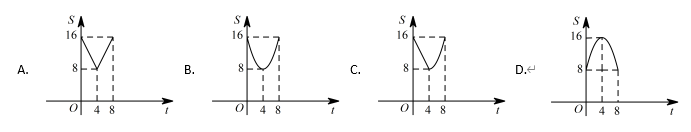 A. S 16 8 O 4 8 t
B. S 16 8 O 4 8 t
C. S 16 8 O 4 8 t
D.↵ S 16 8 O 4 8 t